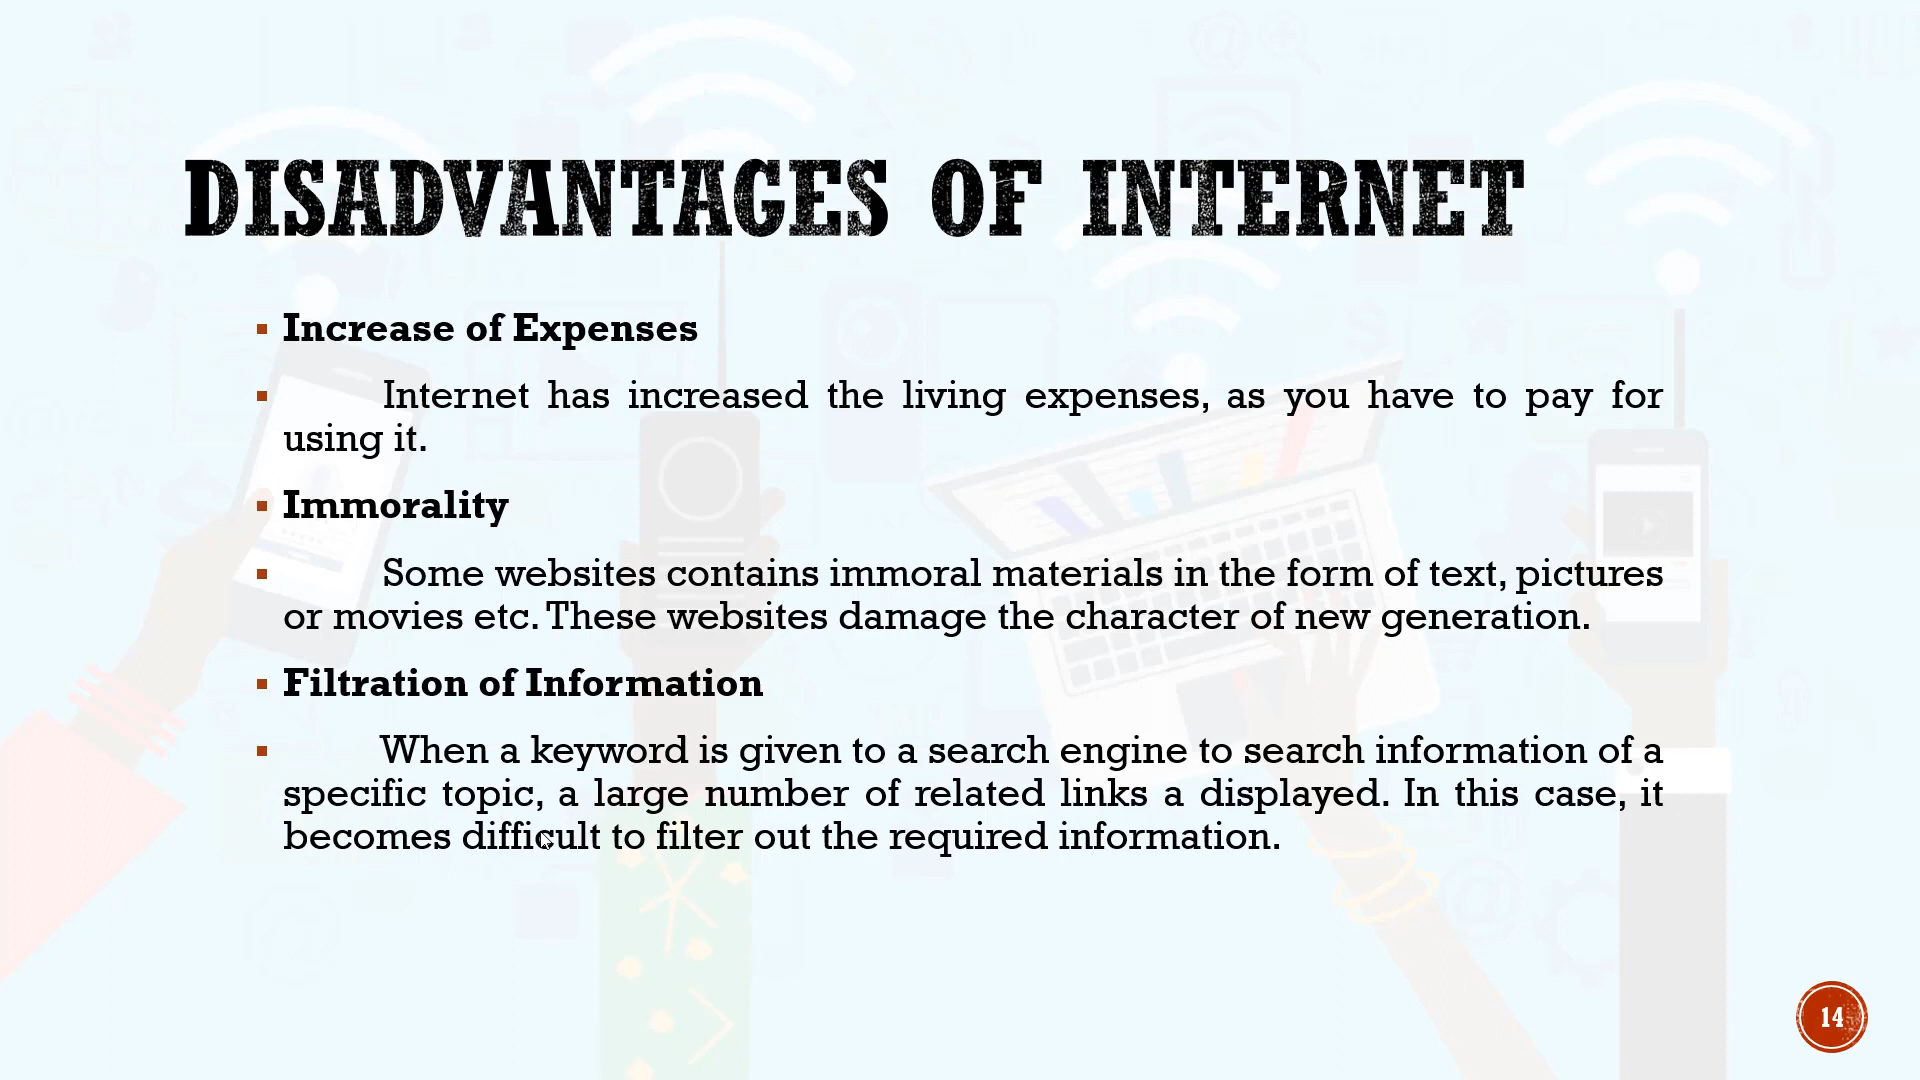 DISADVANTAGES OF INTERNET
▪ Increase of Expenses
▪ Internet has increased the living expenses, as you have to pay for
using it.
▪ Immorality
▪ Some websites contains immoral materials in the form of text, pictures
or movies etc. These websites damage the character of new generation.
▪ Filtration of Information
▪ When a keyword is given to a search engine to search information of a
specific topic, a large number of related links a displayed. In this case, it
becomes difficult to filter out the required information.
14